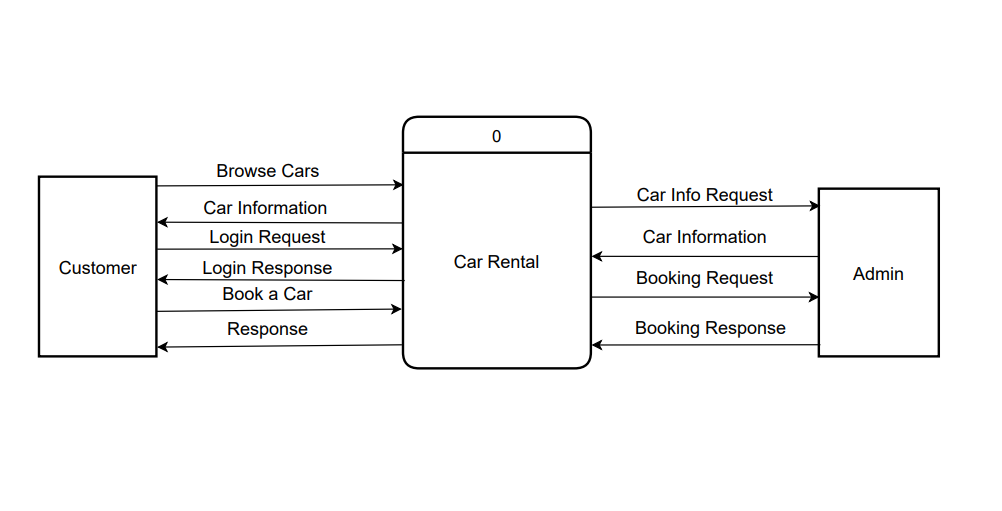 0
Browse Cars
Car Information
Login Request
Login Response
Book a Car
Response
Customer
Car Rental
Car Info Request
Car Information
Booking Request
Booking Response
Admin